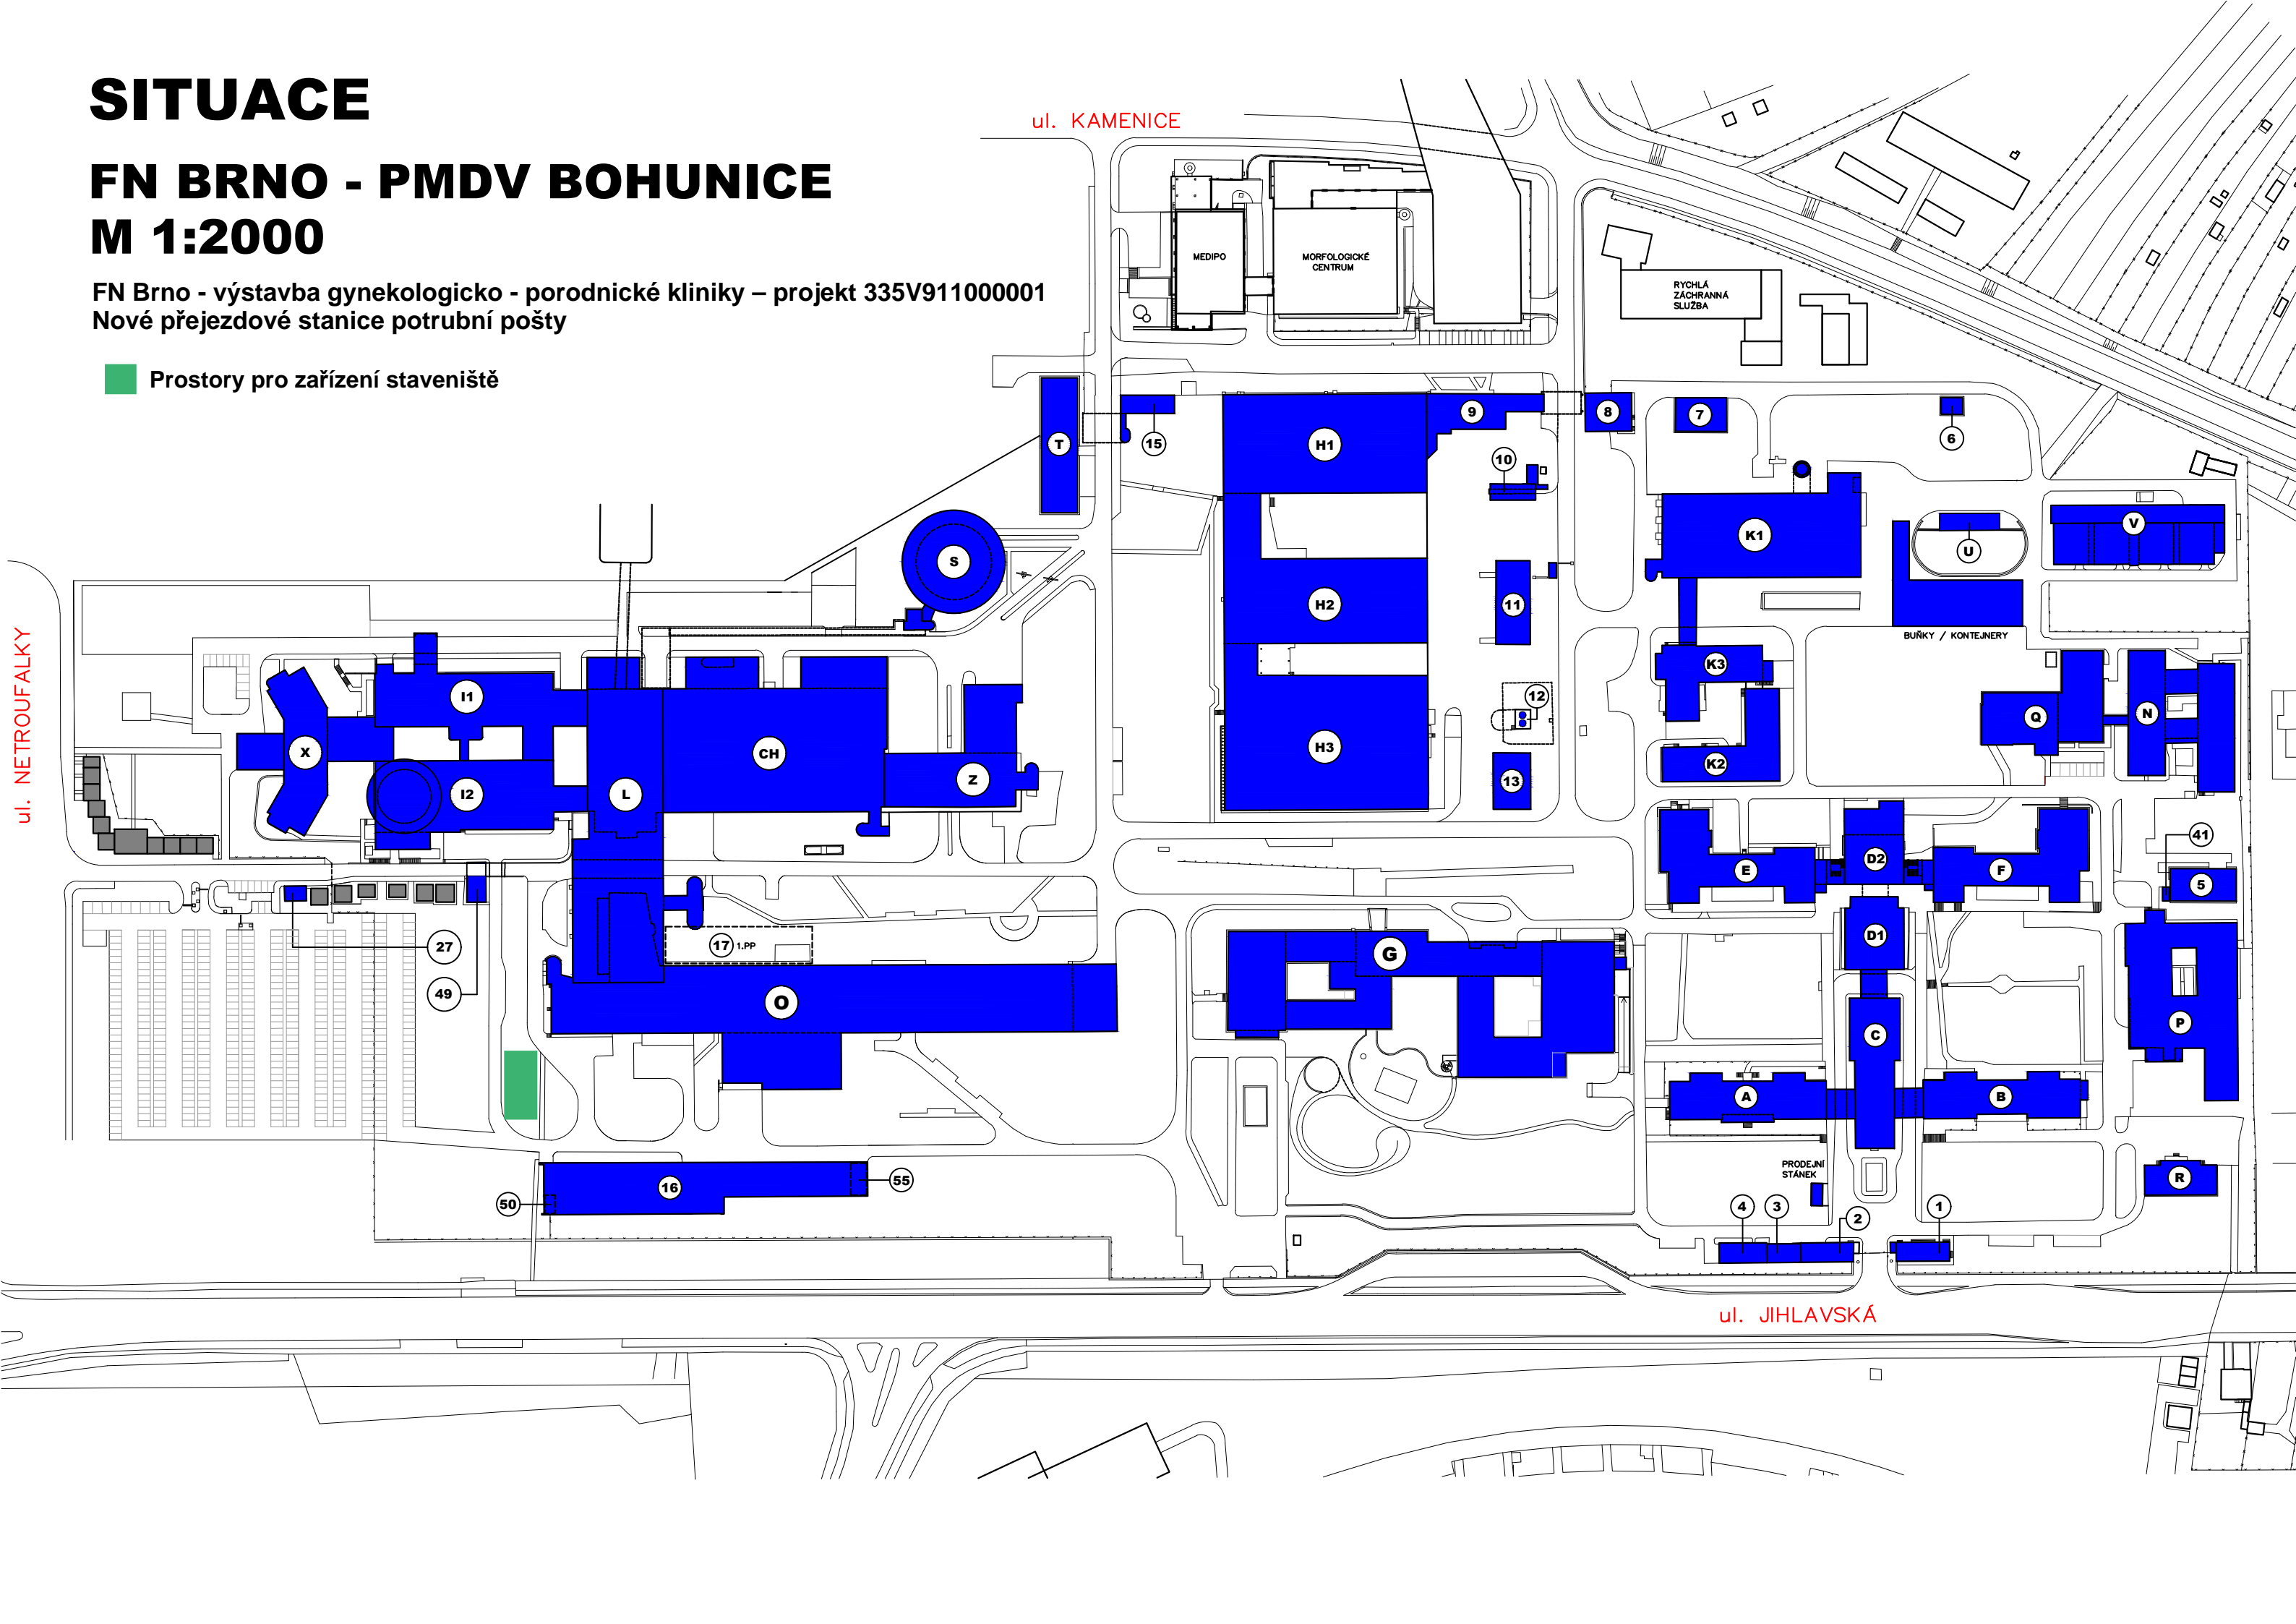 SITUACE
FN BRNO - PMDV BOHUNICE
M 1:2000
FN Brno - výstavba gynekologicko - porodnické kliniky – projekt 335V911000001
Nové přejezdové stanice potrubní pošty
Prostory pro zařízení staveniště
ul. KAMENICE
MEDIPO
MORFOLOGICKÉ
CENTRUM
RYCHLÁ
ZÁCHRANNÁ
SLUŽBA
T
15
H1
9
8
7
6
10
S
K1
U
V
H2
11
BUŇKY / KONTEJNERY
ul. NETROUFALKY
I1
K3
12
Q
N
X
CH
H3
K2
Z
I2
L
13
41
D2
E
F
5
27
17
1.PP
G
D1
49
O
P
C
A
B
PRODEJNÍ
STÁNEK
R
55
16
50
4
3
2
1
ul. JIHLAVSKÁ